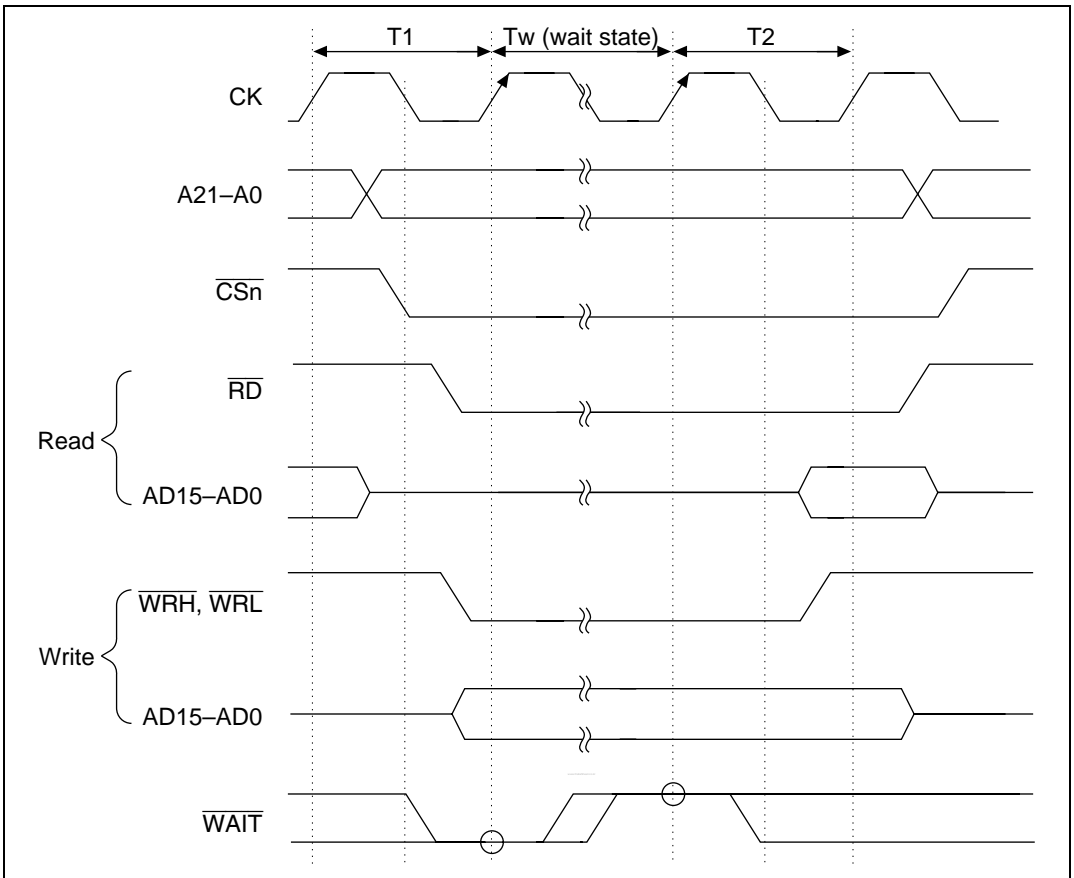 T1 Tw (wait state) T2
CK
A21–A0
CSn
RD
Read
AD15–AD0
WRH, WRL
Write
AD15–AD0
WAIT